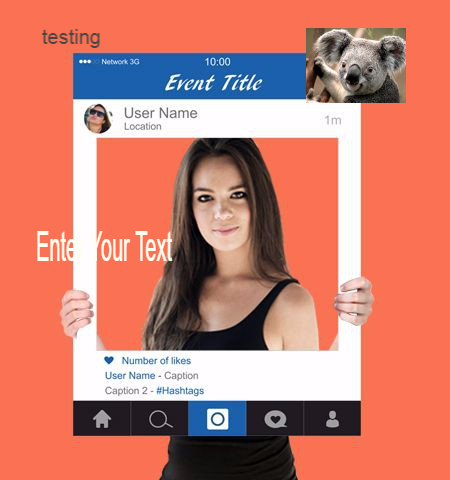 testing
Network 3G 10:00
Event Title
User Name
Location
1m
Enter Your Text
Number of likes
User Name - Caption
Caption 2 - #Hashtags